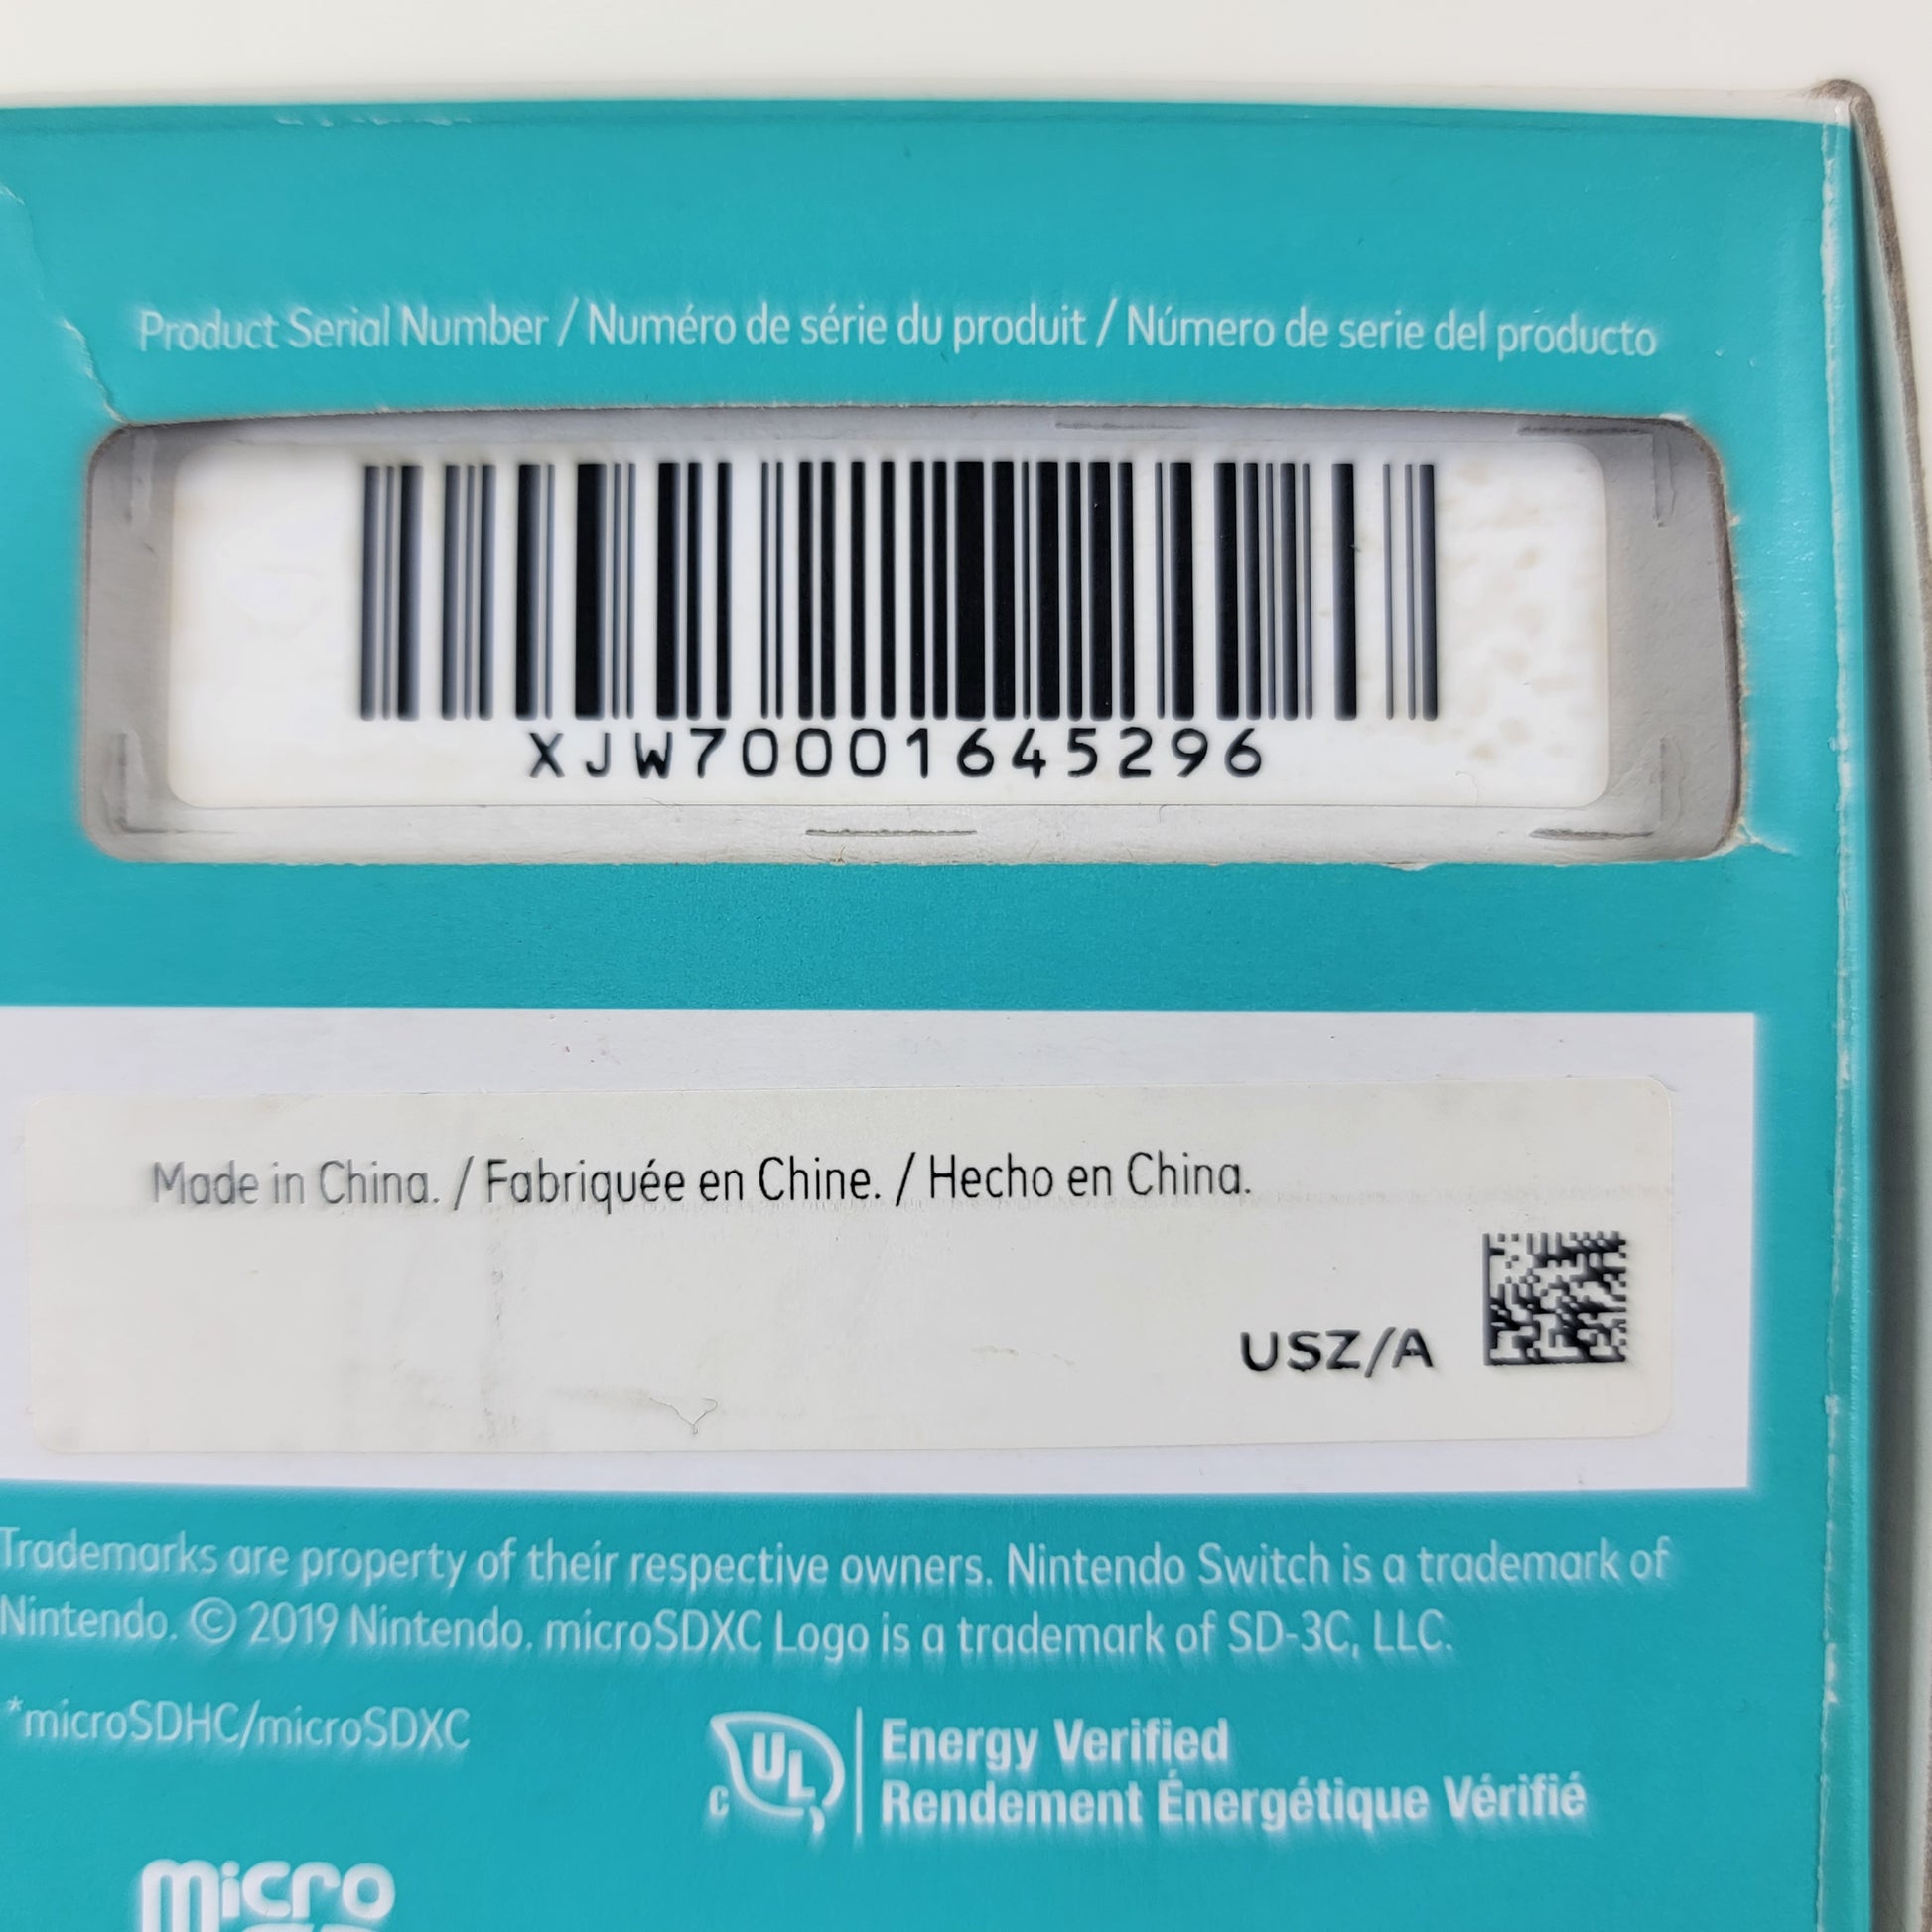 Product Serial Number / Numéro de série du produit / Número de serie del producto
XJW70001645296
Made in China. / Fabriquée en Chine. / Hecho en China.
USZ/A
Trademarks are property of their respective owners. Nintendo Switch is a trademark of
Nintendo. © 2019 Nintendo. microSDXC Logo is a trademark of SD-3C, LLC.
*microSDHC/microSDXC
C UL
Energy Verified
Rendement Énergétique Vérifié
micro